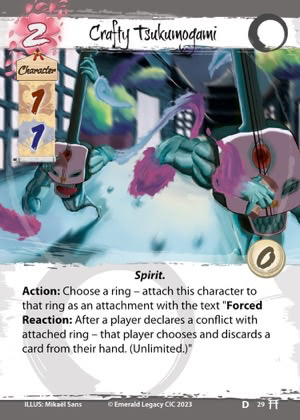 2
Crafty Tsukumogami
Character
1
1
0
Spirit.
Action: Choose a ring – attach this character to
that ring as an attachment with the text "Forced
Reaction: After a player declares a conflict with
attached ring – that player chooses and discards a
card from their hand. (Unlimited.)"
ILLUS: Mikaël Sans © Emerald Legacy CIC 2023 D 29